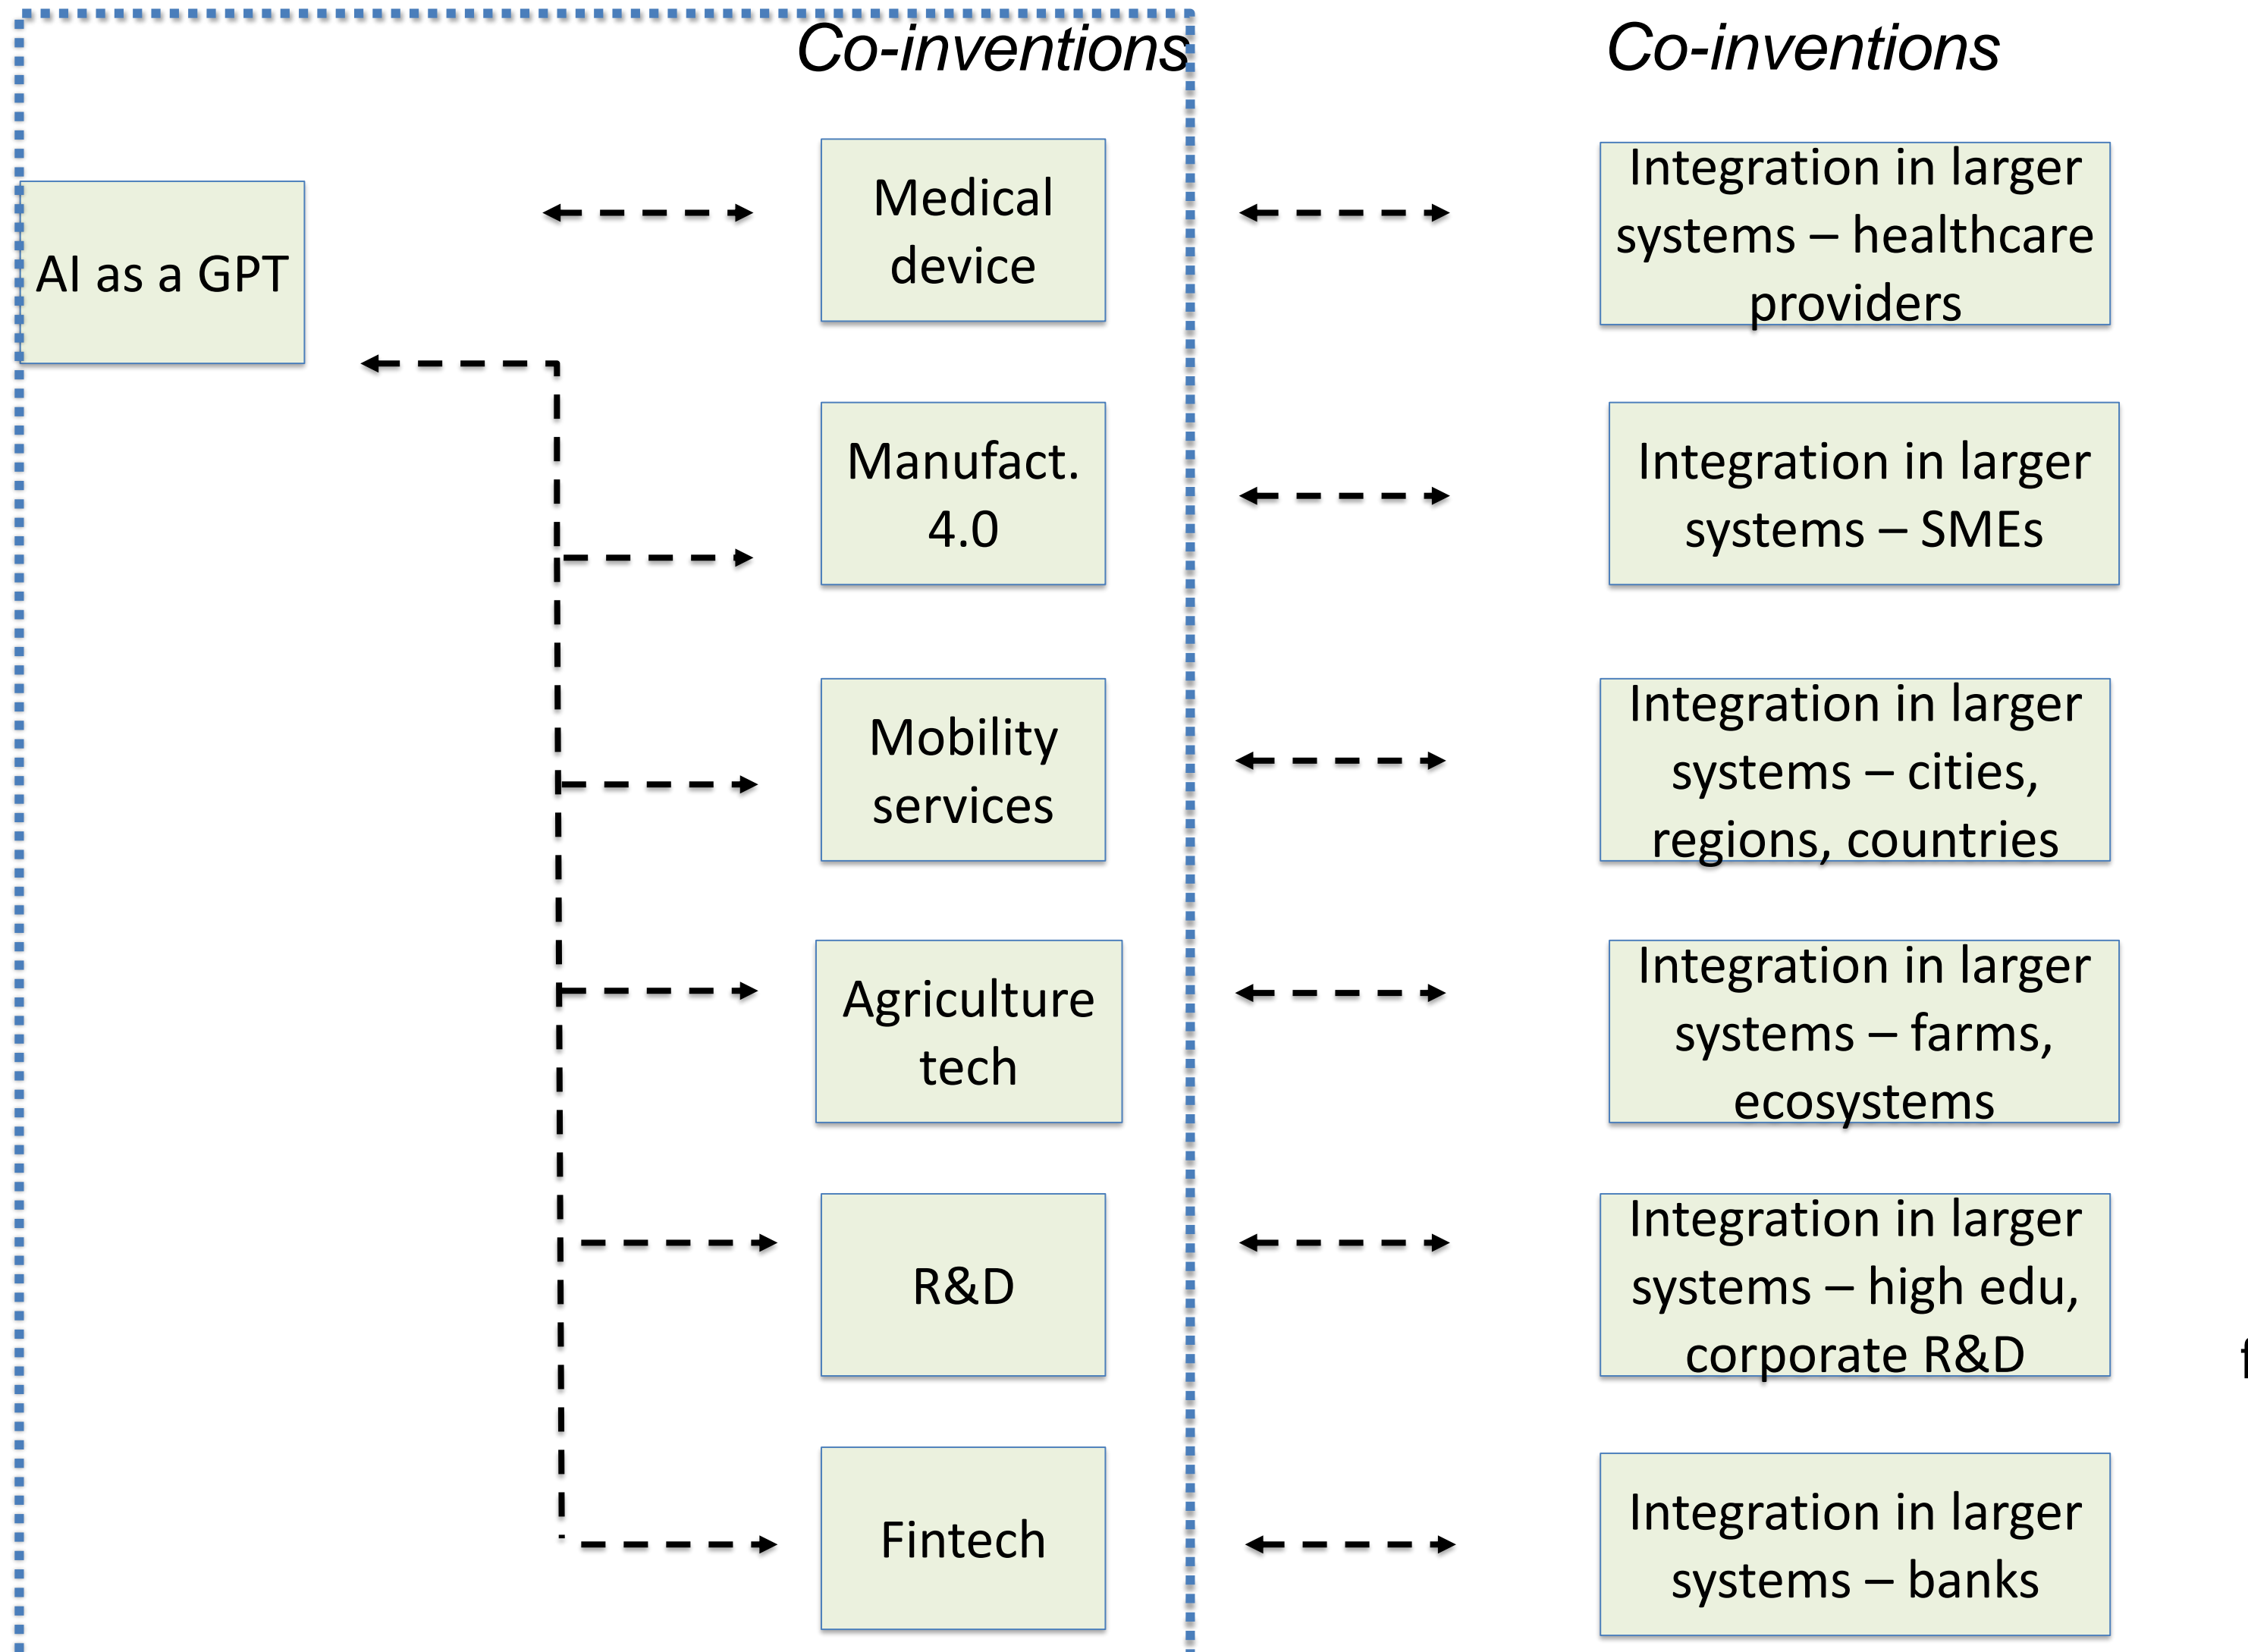 Co-inventions
Co-inventions
AI as a GPT
Medical
device
Integration in larger
systems – healthcare
providers
Manufact.
4.0
Integration in larger
systems – SMEs
Mobility
services
Integration in larger
systems – cities,
regions, countries
Agriculture
tech
Integration in larger
systems – farms,
ecosystems
R&D
Integration in larger
systems – high edu,
corporate R&D
Fintech
Integration in larger
systems – banks